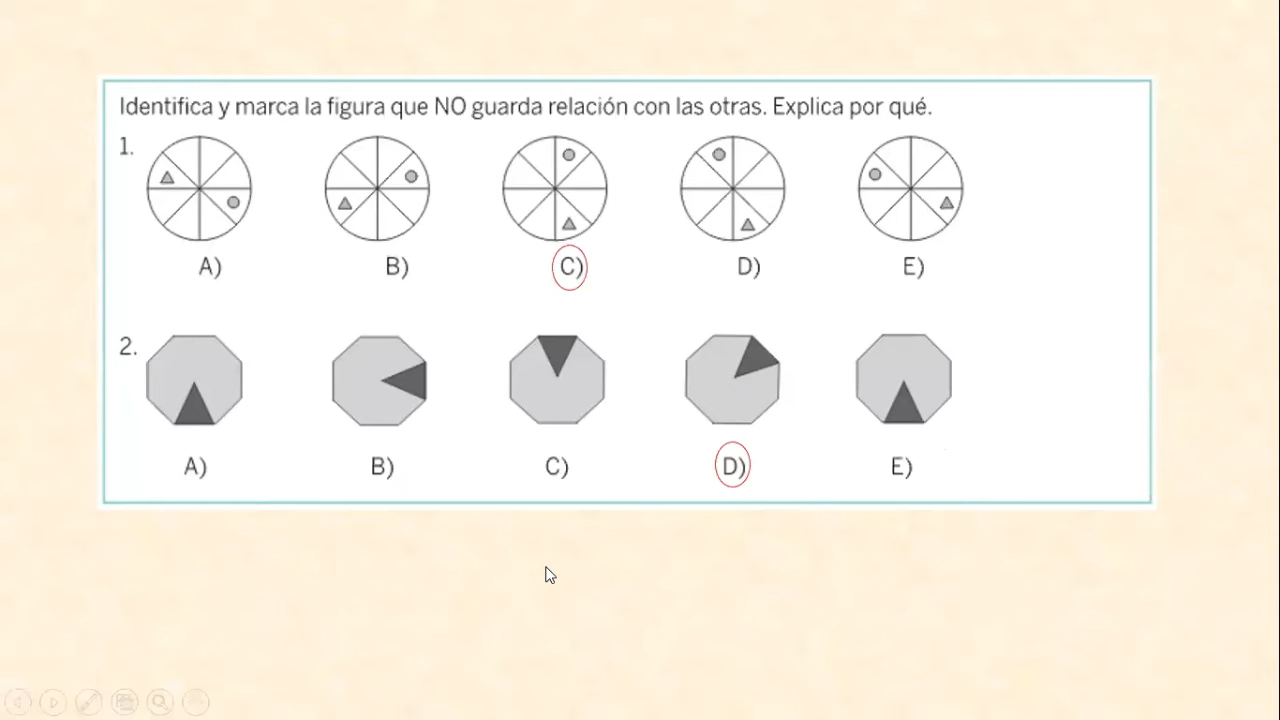 Identifica y marca la figura que NO guarda relación con las otras. Explica por qué.
1.
A) B) C) D) E)
2.
A) B) C) D) E)